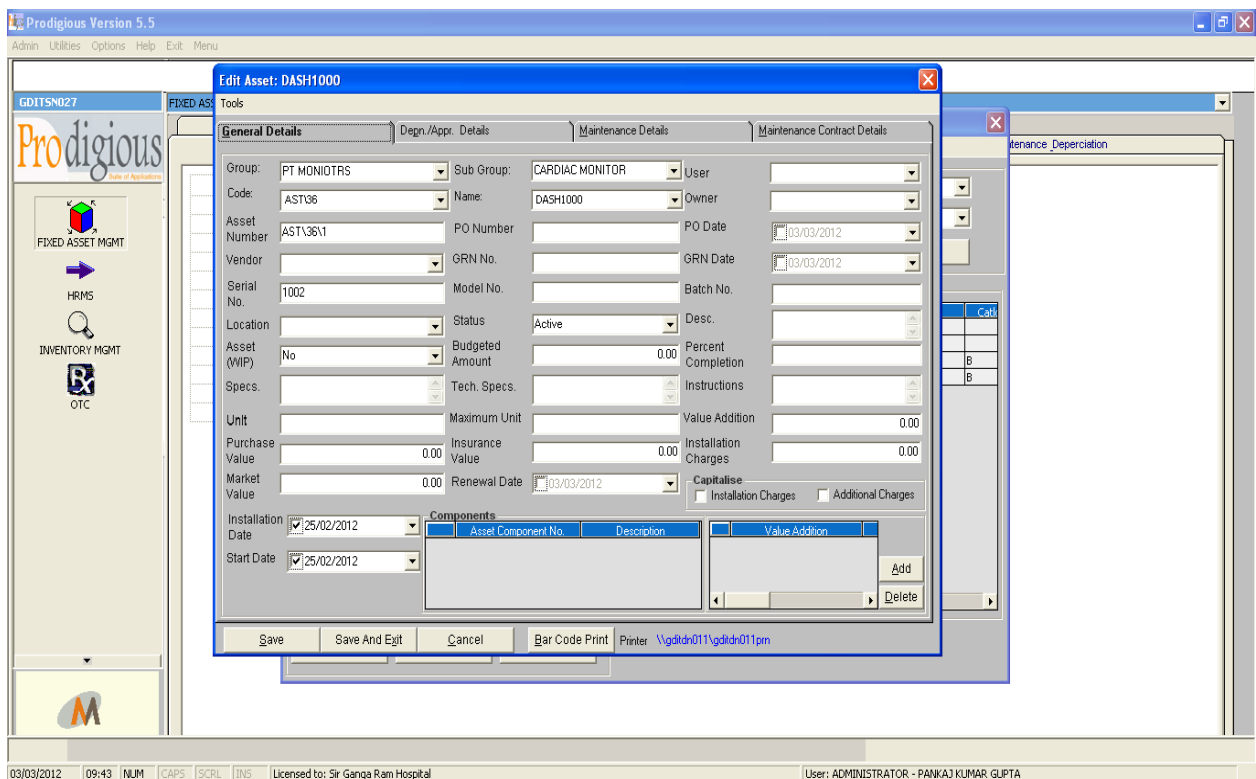 Prodigious Version 5.5
Admin Utilities Options Help Exit Menu
Edit Asset: DASH1000
GDITSN027
FIXED ASS
Tools
General Details
Depn./Appr. Details
Maintenance Details
Maintenance Contract Details
Prodigious
Suite of Applications
ntenance_Deperciation
Group: PT MONIOTRS Sub Group: CARDIAC MONITOR User
Code: AST\36 Name: DASH1000 Owner
Asset Number AST\36\1 PO Number PO Date 03/03/2012
Vendor GRN No. GRN Date 03/03/2012
Serial No. 1002 Model No. Batch No.
Location Status Active Desc.
Asset (WIP) No Budgeted Amount 0.00 Percent Completion
Specs. Tech. Specs. Instructions
Unit Maximum Unit Value Addition 0.00
Purchase Value 0.00 Insurance Value 0.00 Installation Charges 0.00
Market Value 0.00 Renewal Date 03/03/2012 Capitalise
Installation Charges Additional Charges
Installation Date 25/02/2012 Components
Asset Component No. Description Value Addition
Start Date 25/02/2012
Add
Delete
Save Save And Exit Cancel Bar Code Print Printer \\gditdn011\gditdn011prn
FIXED ASSET MGMT
HRMS
INVENTORY MGMT
Rx
OTC
B
B
M
03/03/2012 09:43 NUM CAPS SCRL INS Licensed to: Sir Ganga Ram Hospital User: ADMINISTRATOR - PANKAJ KUMAR GUPTA